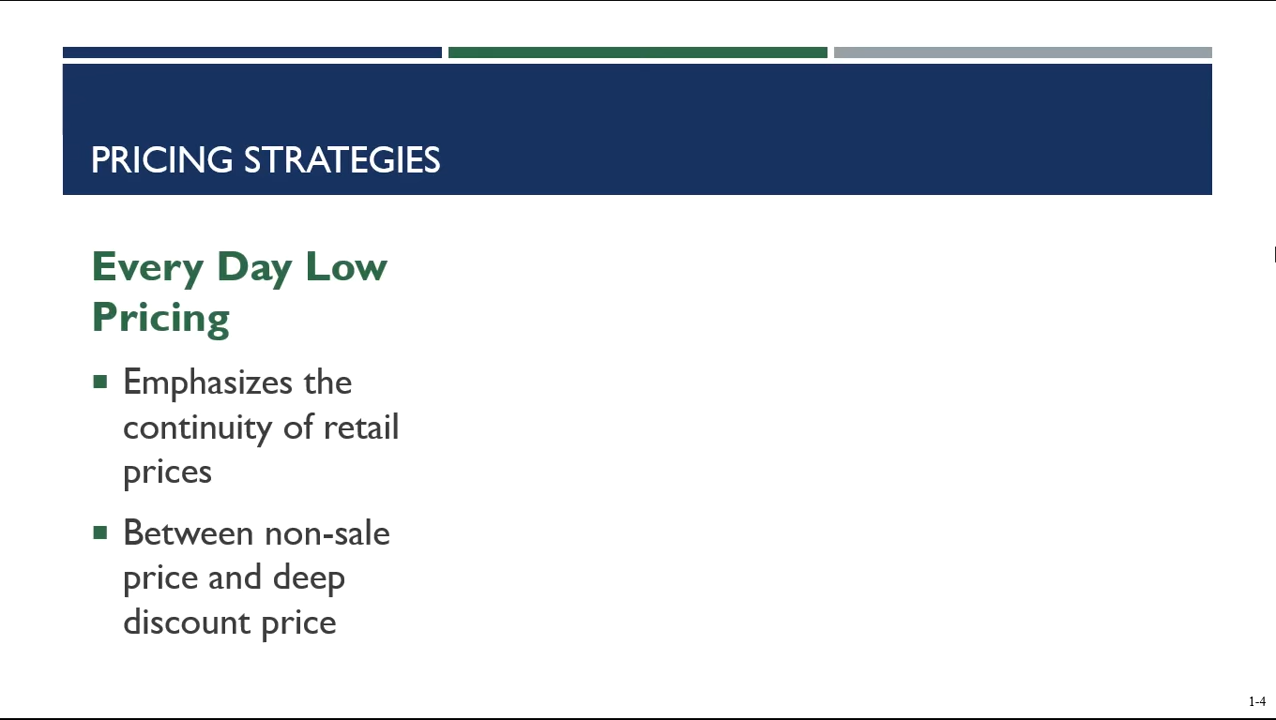 PRICING STRATEGIES
Every Day Low
Pricing
Emphasizes the
continuity of retail
prices
Between non-sale
price and deep
discount price
1-4